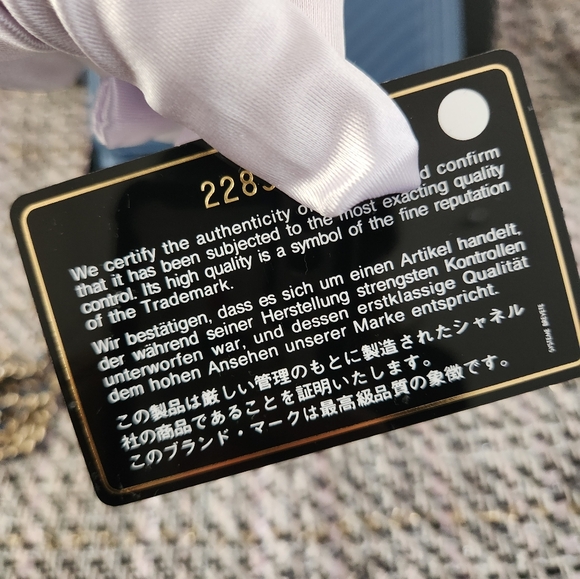 2285
We certify the authenticity o d confirm
that it has been subjected to the most exacting quality
control. Its high quality is a symbol of the fine reputation
of the Trademark.
Wir bestätigen, dass es sich um einen Artikel handelt,
der während seiner Herstellung strengsten Kontrollen
unterworfen war, und dessen erstklassige Qualität
dem hohen Ansehen unserer Marke entspricht.
この製品は厳しい管理のもとに製造されたシャネル
社の商品であることを証明いたします。
このブランド・マークは最高級品質の象徴です。
SYSTEME BREVETE